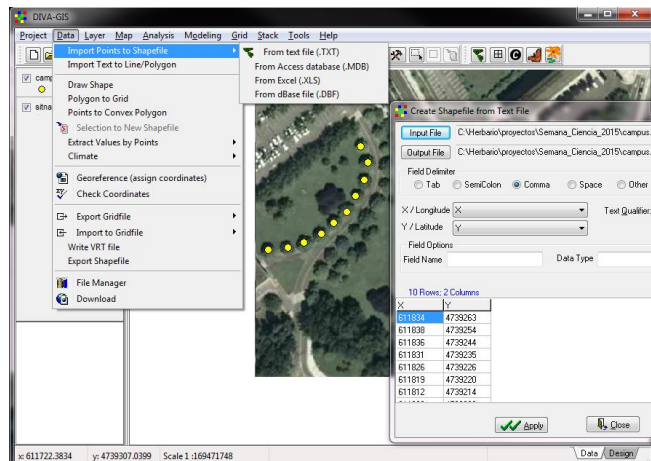 DIVA-GIS
Project Data Layer Map Analysis Modeling Grid Stack Tools Help
Import Points to Shapefile
Import Text to Line/Polygon
Draw Shape
Polygon to Grid
Points to Convex Polygon
Selection to New Shapefile
Extract Values by Points
Climate
Georeference (assign coordinates)
Check Coordinates
Export Gridfile
Import to Gridfile
Write VRT file
Export Shapefile
File Manager
Download
From text file (.TXT)
From Access database (.MDB)
From Excel (.XLS)
From dBase file (.DBF)
camp
sitna
Create Shapefile from Text File
Input File C:\Herbario\proyectos\Semana_Ciencia_2015\campus.
Output File C:\Herbario\proyectos\Semana_Ciencia_2015\campus.
Field Delimiter
Tab SemiColon Comma Space Other
X / Longitude X Text Qualifier:
Y / Latitude Y
Field Options
Field Name Data Type
10 Rows; 2 Columns
X Y
611834 4739263
611838 4739254
611836 4739244
611831 4739235
611826 4739226
611819 4739220
611812 4739214
Apply Close
x: 611722.3834 y: 4739307.0399 Scale 1 :169471748
Data Design